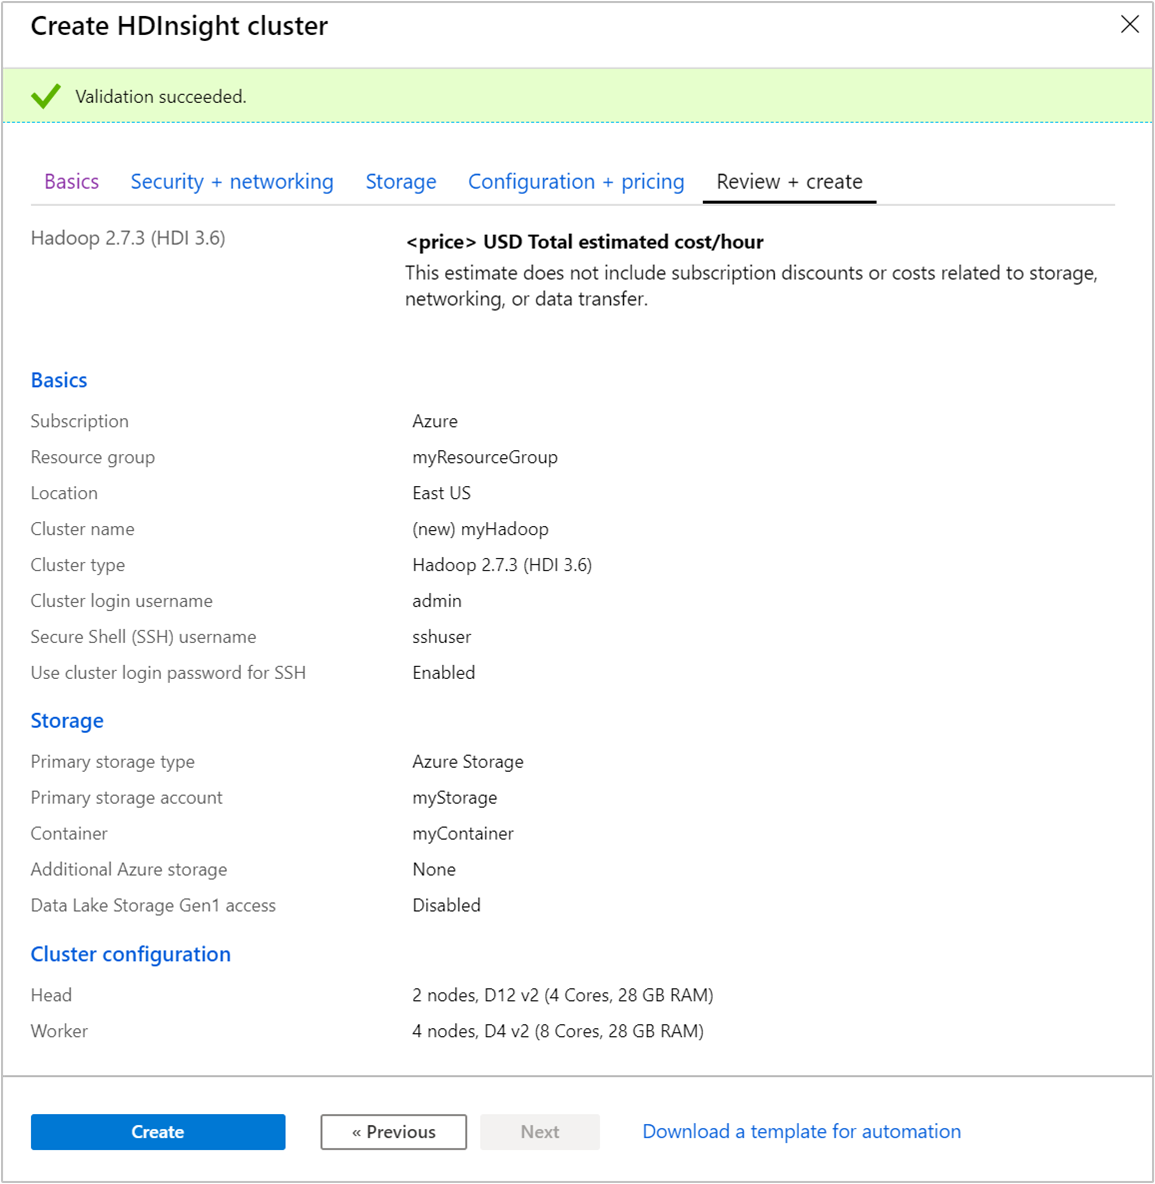 Create HDInsight cluster
Validation succeeded.
Basics Security + networking Storage Configuration + pricing Review + create
Hadoop 2.7.3 (HDI 3.6)
<price> USD Total estimated cost/hour
This estimate does not include subscription discounts or costs related to storage,
networking, or data transfer.
Basics
Subscription Azure
Resource group myResourceGroup
Location East US
Cluster name (new) myHadoop
Cluster type Hadoop 2.7.3 (HDI 3.6)
Cluster login username admin
Secure Shell (SSH) username sshuser
Use cluster login password for SSH Enabled
Storage
Primary storage type Azure Storage
Primary storage account myStorage
Container myContainer
Additional Azure storage None
Data Lake Storage Gen1 access Disabled
Cluster configuration
Head 2 nodes, D12 v2 (4 Cores, 28 GB RAM)
Worker 4 nodes, D4 v2 (8 Cores, 28 GB RAM)
Create « Previous Next Download a template for automation